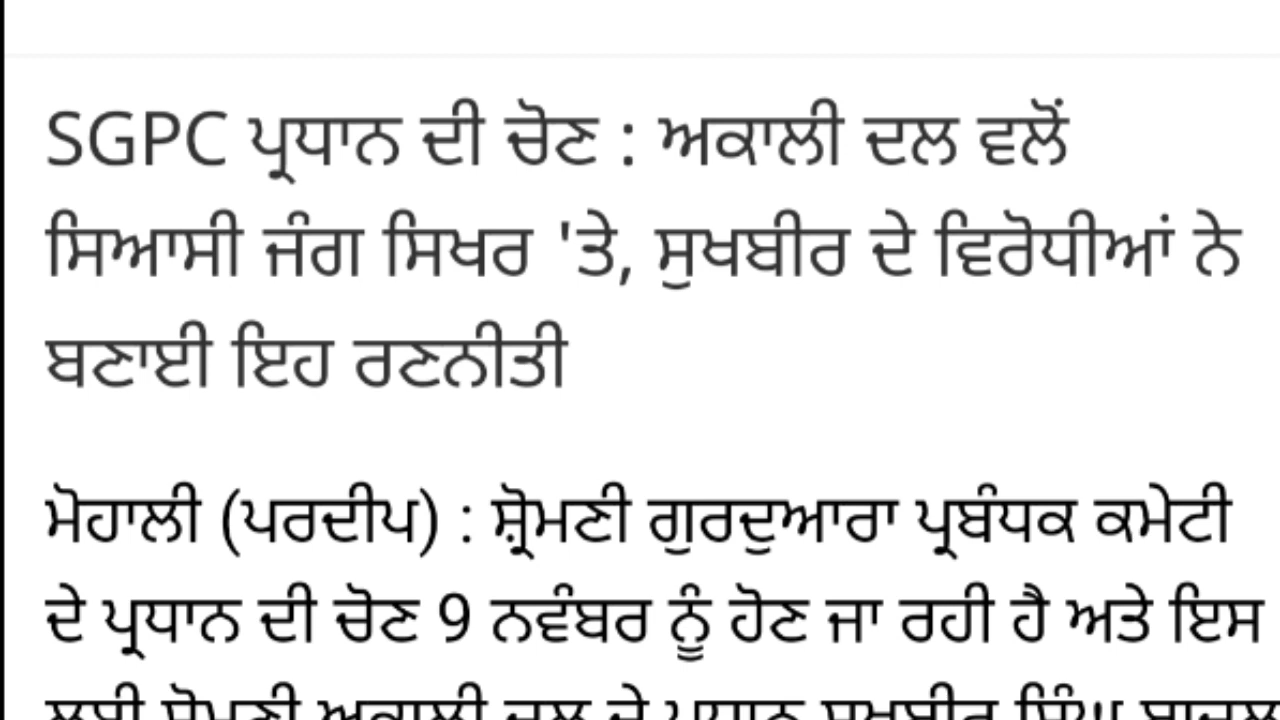 SGPC ਪ੍ਰਧਾਨ ਦੀ ਚੋਣ : ਅਕਾਲੀ ਦਲ ਵਲੋਂ
ਸਿਆਸੀ ਜੰਗ ਸਿਖਰ 'ਤੇ, ਸੁਖਬੀਰ ਦੇ ਵਿਰੋਧੀਆਂ ਨੇ
ਬਣਾਈ ਇਹ ਰਣਨੀਤੀ
ਮੋਹਾਲੀ (ਪਰਦੀਪ) : ਸ਼੍ਰੋਮਣੀ ਗੁਰਦੁਆਰਾ ਪ੍ਰਬੰਧਕ ਕਮੇਟੀ
ਦੇ ਪ੍ਰਧਾਨ ਦੀ ਚੋਣ 9 ਨਵੰਬਰ ਨੂੰ ਹੋਣ ਜਾ ਰਹੀ ਹੈ ਅਤੇ ਇਸ